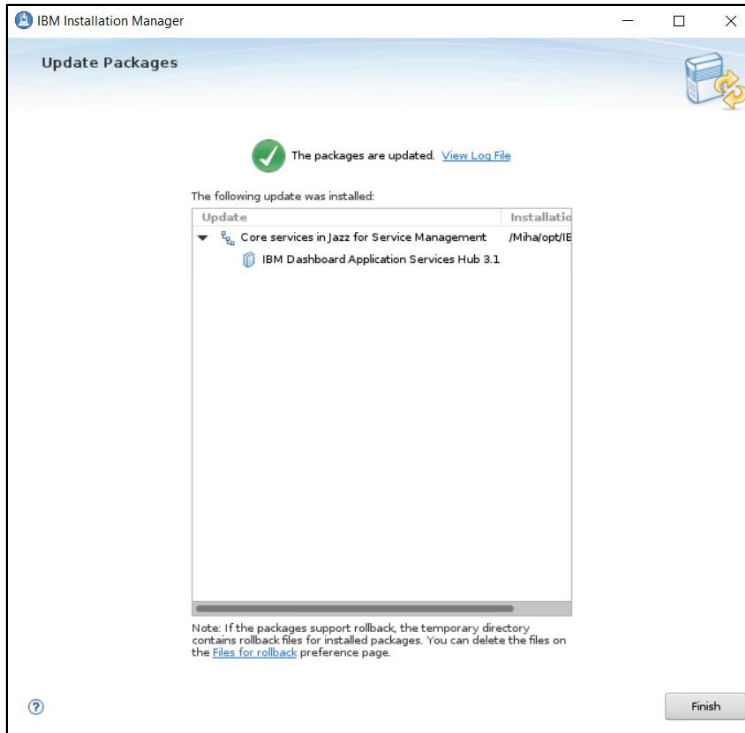 IBM Installation Manager
Update Packages
The packages are updated. View Log File
The following update was installed:
Update Installatio
Core services in Jazz for Service Management /Miha/opt/IE
IBM Dashboard Application Services Hub 3.1
Note: If the packages support rollback, the temporary directory
contains rollback files for installed packages. You can delete the files on
the Files for rollback preference page.
?
Finish